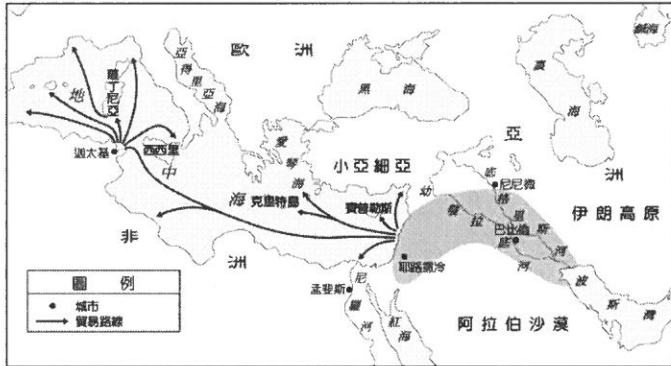 歐洲
鹹海
亞得里亞海
黑海
裏海
薩丁尼亞
地中海
西西里
迦太基
愛琴海
小亞細亞
亞洲
克里特島
賽普勒斯
幼發拉底河
底格里斯河
尼尼微
巴比倫
伊朗高原
非洲
耶路撒冷
孟斐斯
尼羅河
紅海
阿拉伯沙漠
波斯灣
圖例
城市
貿易路線